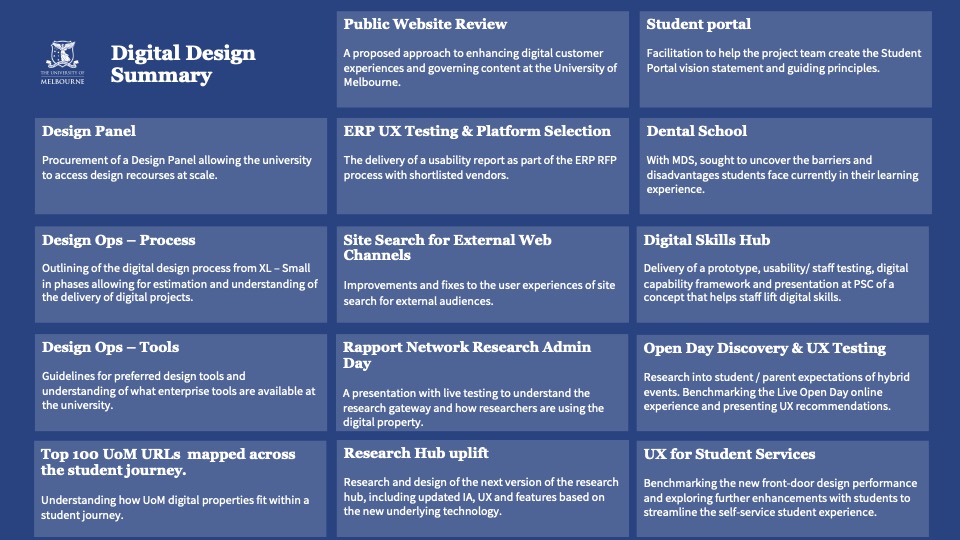 THE UNIVERSITY OF
MELBOURNE
Digital Design
Summary
Public Website Review
A proposed approach to enhancing digital customer
experiences and governing content at the University of
Melbourne.
Student portal
Facilitation to help the project team create the Student
Portal vision statement and guiding principles.
Design Panel
Procurement of a Design Panel allowing the university
to access design recourses at scale.
ERP UX Testing & Platform Selection
The delivery of a usability report as part of the ERP RFP
process with shortlisted vendors.
Dental School
With MDS, sought to uncover the barriers and
disadvantages students face currently in their learning
experience.
Design Ops – Process
Outlining of the digital design process from XL – Small
in phases allowing for estimation and understanding of
the delivery of digital projects.
Site Search for External Web
Channels
Improvements and fixes to the user experiences of site
search for external audiences.
Digital Skills Hub
Delivery of a prototype, usability/ staff testing, digital
capability framework and presentation at PSC of a
concept that helps staff lift digital skills.
Design Ops – Tools
Guidelines for preferred design tools and
understanding of what enterprise tools are available at
the university.
Rapport Network Research Admin
Day
A presentation with live testing to understand the
research gateway and how researchers are using the
digital property.
Open Day Discovery & UX Testing
Research into student / parent expectations of hybrid
events. Benchmarking the Live Open Day online
experience and presenting UX recommendations.
Top 100 UoM URLs  mapped across
the student journey.
Understanding how UoM digital properties fit within a
student journey.
Research Hub uplift
Research and design of the next version of the research
hub, including updated IA, UX and features based on
the new underlying technology.
UX for Student Services
Benchmarking the new front-door design performance
and exploring further enhancements with students to
streamline the self-service student experience.